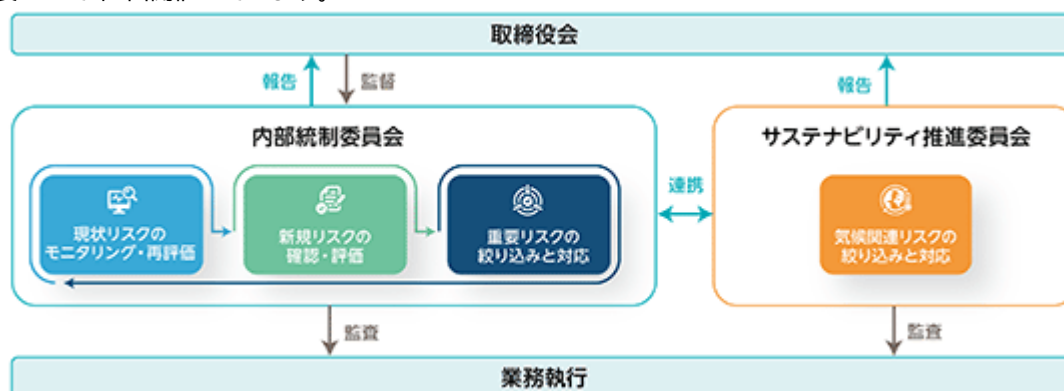 取締役会
報告
監督
報告
内部統制委員会
現状リスクの
モニタリング・再評価
新規リスクの
確認・評価
重要リスクの
絞り込みと対応
連携
サステナビリティ推進委員会
気候関連リスクの
絞り込みと対応
監査
監査
業務執行